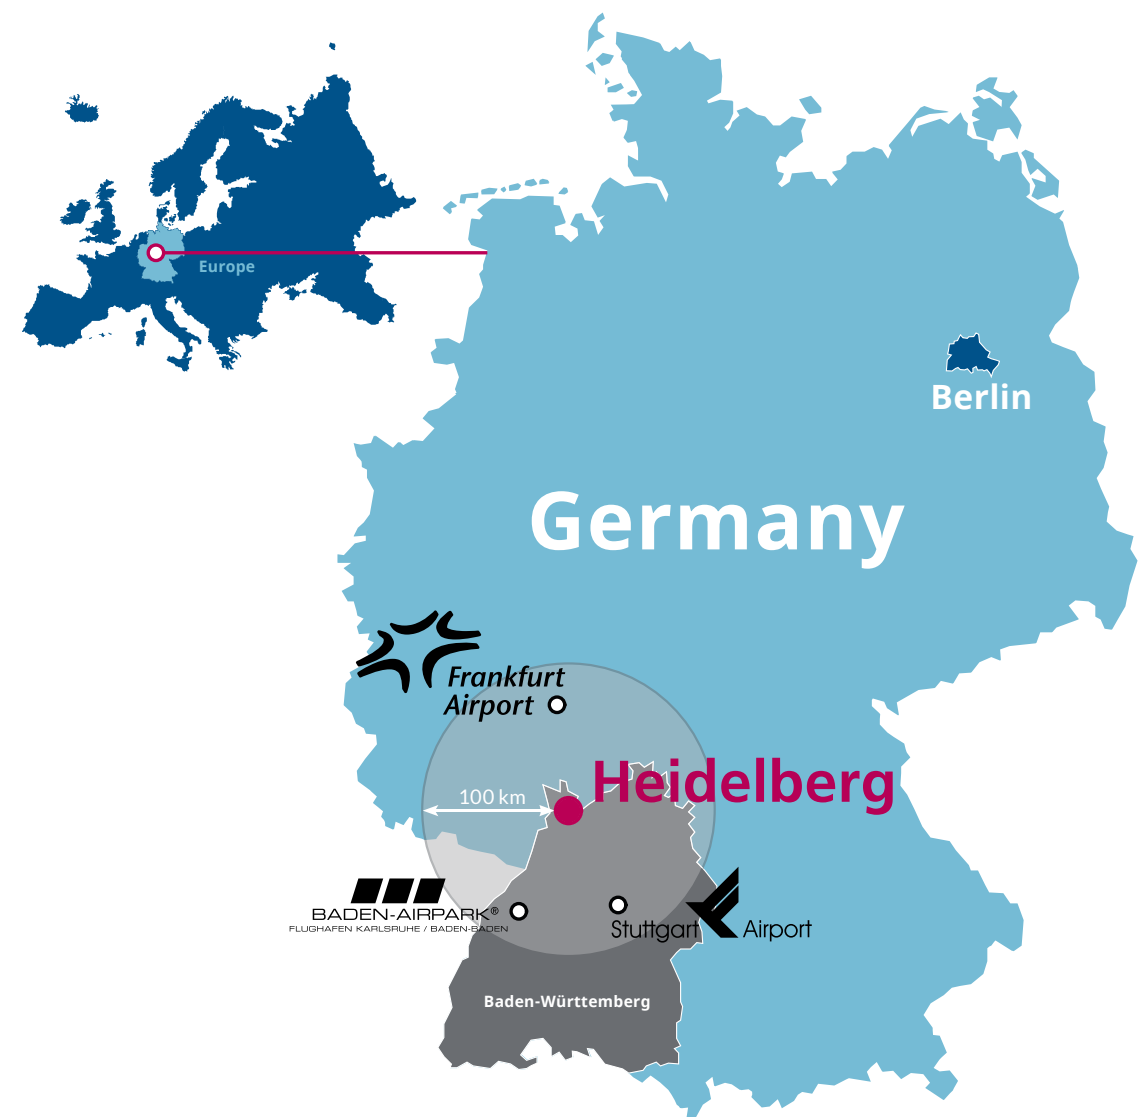 Europe
Berlin
Germany
Frankfurt
Airport
Heidelberg
100 km
BADEN-AIRPARK®
FLUGHAFEN KARLSRUHE / BADEN-BADEN
Stuttgart Airport
Baden-Württemberg